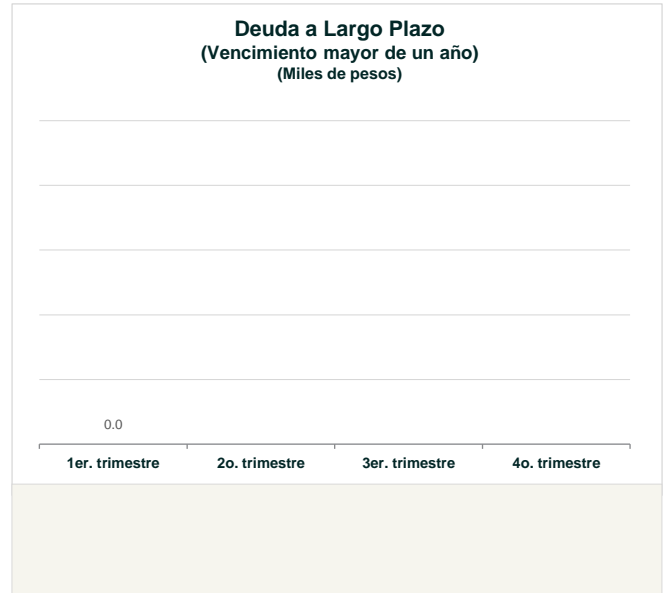 Deuda a Largo Plazo
(Vencimiento mayor de un año)
(Miles de pesos)
0.0
1er. trimestre 2o. trimestre 3er. trimestre 4o. trimestre